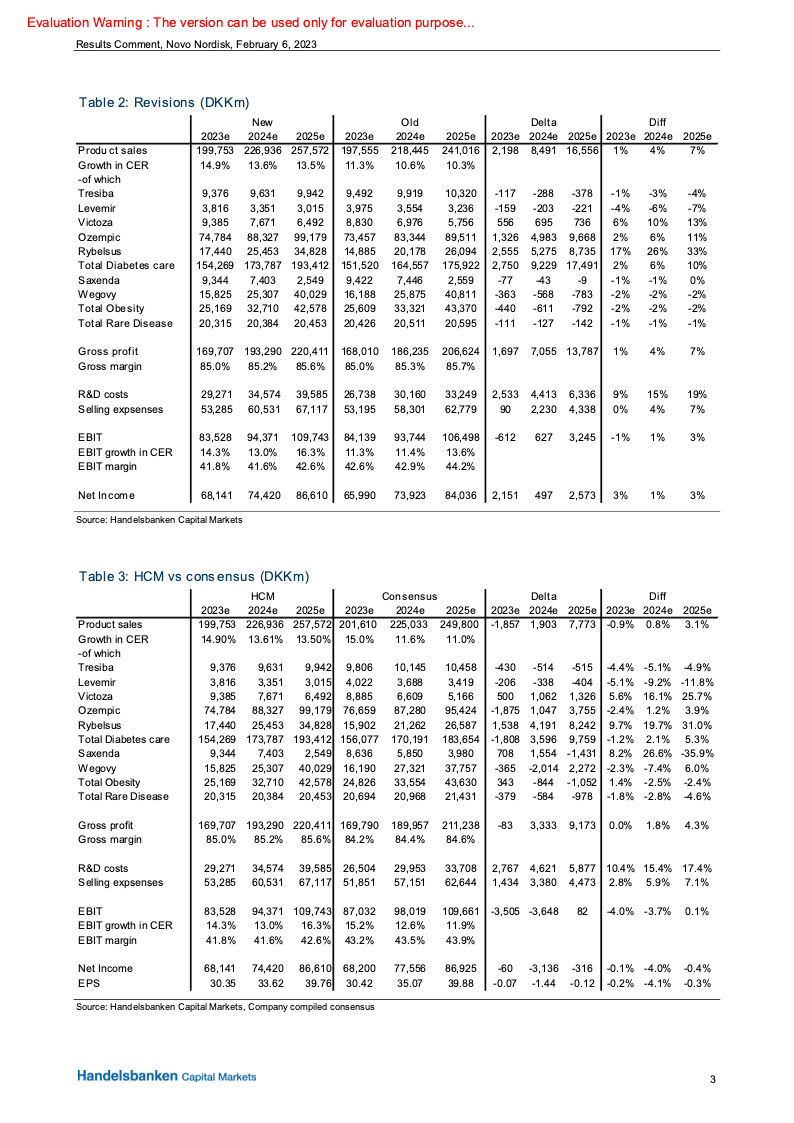 Evaluation Warning : The version can be used only for evaluation purpose...
Results Comment, Novo Nordisk, February 6, 2023
Table 2: Revisions (DKKm)
New Old Delta Diff
2023e 2024e 2025e 2023e 2024e 2025e 2023e 2024e 2025e 2023e 2024e 2025e
Product sales 199,753 226,936 257,572 197,555 218,445 241,016 2,198 8,491 16,556 1% 4% 7%
Growth in CER 14.9% 13.6% 13.5% 11.3% 10.6% 10.3%
-of which
Tresiba 9,376 9,631 9,942 9,492 9,919 10,320 -117 -288 -378 -1% -3% -4%
Levemir 3,816 3,351 3,015 3,975 3,554 3,236 -159 -203 -221 -4% -6% -7%
Victoza 9,385 7,671 6,492 8,830 6,976 5,756 556 695 736 6% 10% 13%
Ozempic 74,784 88,327 99,179 73,457 83,344 89,511 1,326 4,983 9,668 2% 6% 11%
Rybelsus 17,440 25,453 34,828 14,885 20,178 26,094 2,555 5,275 8,735 17% 26% 33%
Total Diabetes care 154,269 173,787 193,412 151,520 164,557 175,922 2,750 9,229 17,491 2% 6% 10%
Saxenda 9,344 7,403 2,549 9,422 7,446 2,559 -77 -43 -9 -1% -1% 0%
Wegovy 15,825 25,307 40,029 16,188 25,875 40,811 -363 -568 -783 -2% -2% -2%
Total Obesity 25,169 32,710 42,578 25,609 33,321 43,370 -440 -611 -792 -2% -2% -2%
Total Rare Disease 20,315 20,384 20,453 20,426 20,511 20,595 -111 -127 -142 -1% -1% -1%
Gross profit 169,707 193,290 220,411 168,010 186,235 206,624 1,697 7,055 13,787 1% 4% 7%
Gross margin 85.0% 85.2% 85.6% 85.0% 85.3% 85.7%
R&D costs 29,271 34,574 39,585 26,738 30,160 33,249 2,533 4,413 6,336 9% 15% 19%
Selling expsenses 53,285 60,531 67,117 53,195 58,301 62,779 90 2,230 4,338 0% 4% 7%
EBIT 83,528 94,371 109,743 84,139 93,744 106,498 -612 627 3,245 -1% 1% 3%
EBIT growth in CER 14.3% 13.0% 16.3% 11.3% 11.4% 13.6%
EBIT margin 41.8% 41.6% 42.6% 42.6% 42.9% 44.2%
Net Income 68,141 74,420 86,610 65,990 73,923 84,036 2,151 497 2,573 3% 1% 3%
Source: Handelsbanken Capital Markets
Table 3: HCM vs consensus (DKKm)
HCM Consensus Delta Diff
2023e 2024e 2025e 2023e 2024e 2025e 2023e 2024e 2025e 2023e 2024e 2025e
Product sales 199,753 226,936 257,572 201,610 225,033 249,800 -1,857 1,903 7,773 -0.9% 0.8% 3.1%
Growth in CER 14.90% 13.61% 13.50% 15.0% 11.6% 11.0%
-of which
Tresiba 9,376 9,631 9,942 9,806 10,145 10,458 -430 -514 -515 -4.4% -5.1% -4.9%
Levemir 3,816 3,351 3,015 4,022 3,688 3,419 -206 -338 -404 -5.1% -9.2% -11.8%
Victoza 9,385 7,671 6,492 8,885 6,609 5,166 500 1,062 1,326 5.6% 16.1% 25.7%
Ozempic 74,784 88,327 99,179 76,659 87,280 95,424 -1,875 1,047 3,755 -2.4% 1.2% 3.9%
Rybelsus 17,440 25,453 34,828 15,902 21,262 26,587 1,538 4,191 8,242 9.7% 19.7% 31.0%
Total Diabetes care 154,269 173,787 193,412 156,077 170,191 183,654 -1,808 3,596 9,759 -1.2% 2.1% 5.3%
Saxenda 9,344 7,403 2,549 8,636 5,850 3,980 708 1,554 -1,431 8.2% 26.6% -35.9%
Wegovy 15,825 25,307 40,029 16,190 27,321 37,757 -365 -2,014 2,272 -2.3% -7.4% 6.0%
Total Obesity 25,169 32,710 42,578 24,826 33,554 43,630 343 -844 -1,052 1.4% -2.5% -2.4%
Total Rare Disease 20,315 20,384 20,453 20,694 20,968 21,431 -379 -584 -978 -1.8% -2.8% -4.6%
Gross profit 169,707 193,290 220,411 169,790 189,957 211,238 -83 3,333 9,173 0.0% 1.8% 4.3%
Gross margin 85.0% 85.2% 85.6% 84.2% 84.4% 84.6%
R&D costs 29,271 34,574 39,585 26,504 29,953 33,708 2,767 4,621 5,877 10.4% 15.4% 17.4%
Selling expsenses 53,285 60,531 67,117 51,851 57,151 62,644 1,434 3,380 4,473 2.8% 5.9% 7.1%
EBIT 83,528 94,371 109,743 87,032 98,019 109,661 -3,505 -3,648 82 -4.0% -3.7% 0.1%
EBIT growth in CER 14.3% 13.0% 16.3% 15.2% 12.6% 11.9%
EBIT margin 41.8% 41.6% 42.6% 43.2% 43.5% 43.9%
Net Income 68,141 74,420 86,610 68,200 77,556 86,925 -60 -3,136 -316 -0.1% -4.0% -0.4%
EPS 30.35 33.62 39.76 30.42 35.07 39.88 -0.07 -1.44 -0.12 -0.2% -4.1% -0.3%
Source: Handelsbanken Capital Markets, Company compiled consensus
Handelsbanken Capital Markets
3